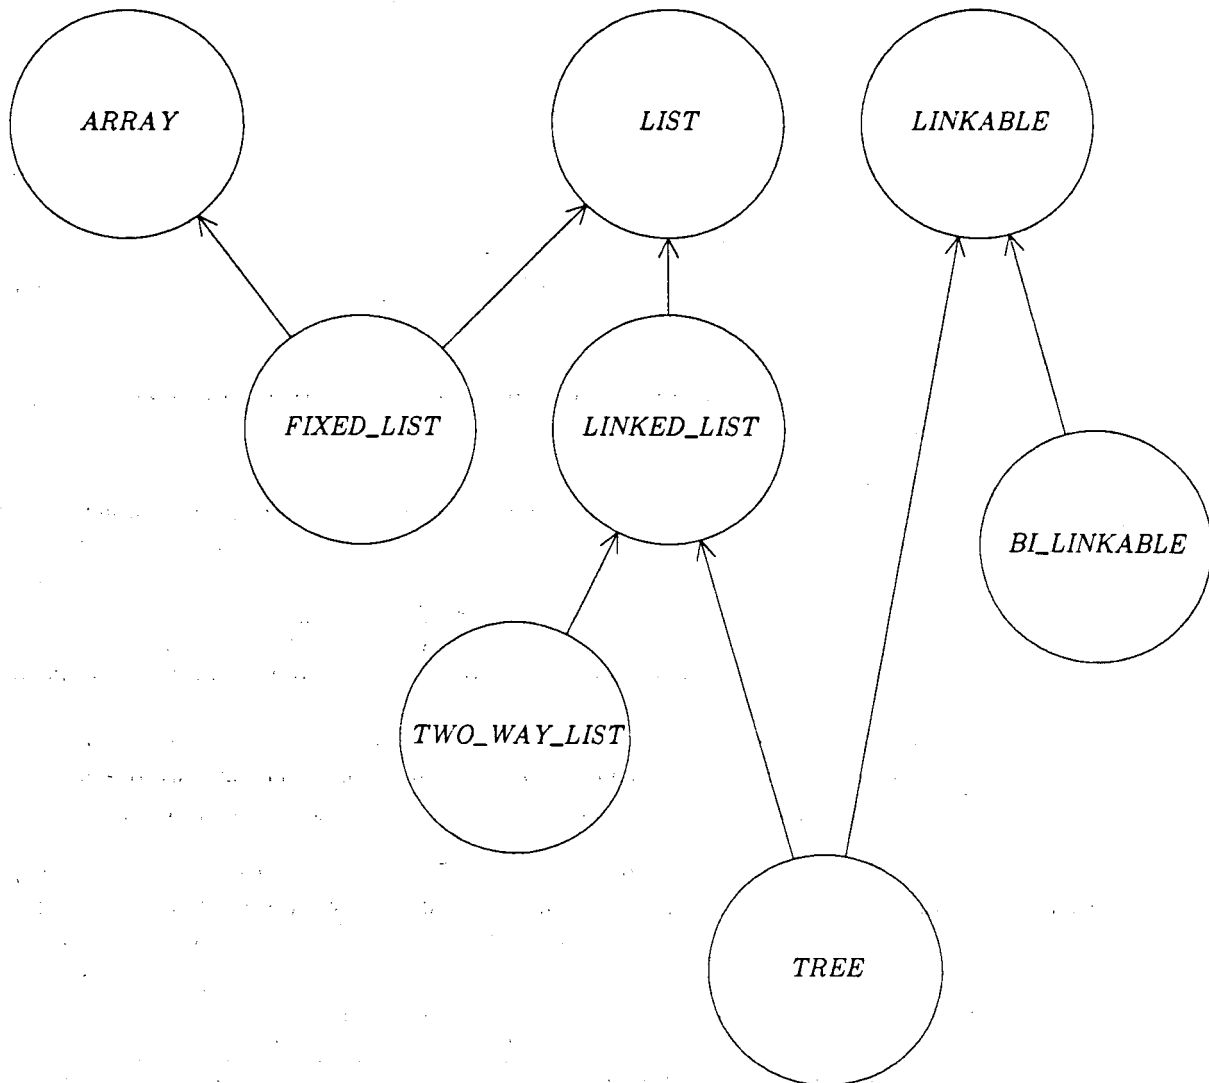 ARRAY
LIST
LINKABLE
FIXED_LIST
LINKED_LIST
BI_LINKABLE
TWO_WAY_LIST
TREE